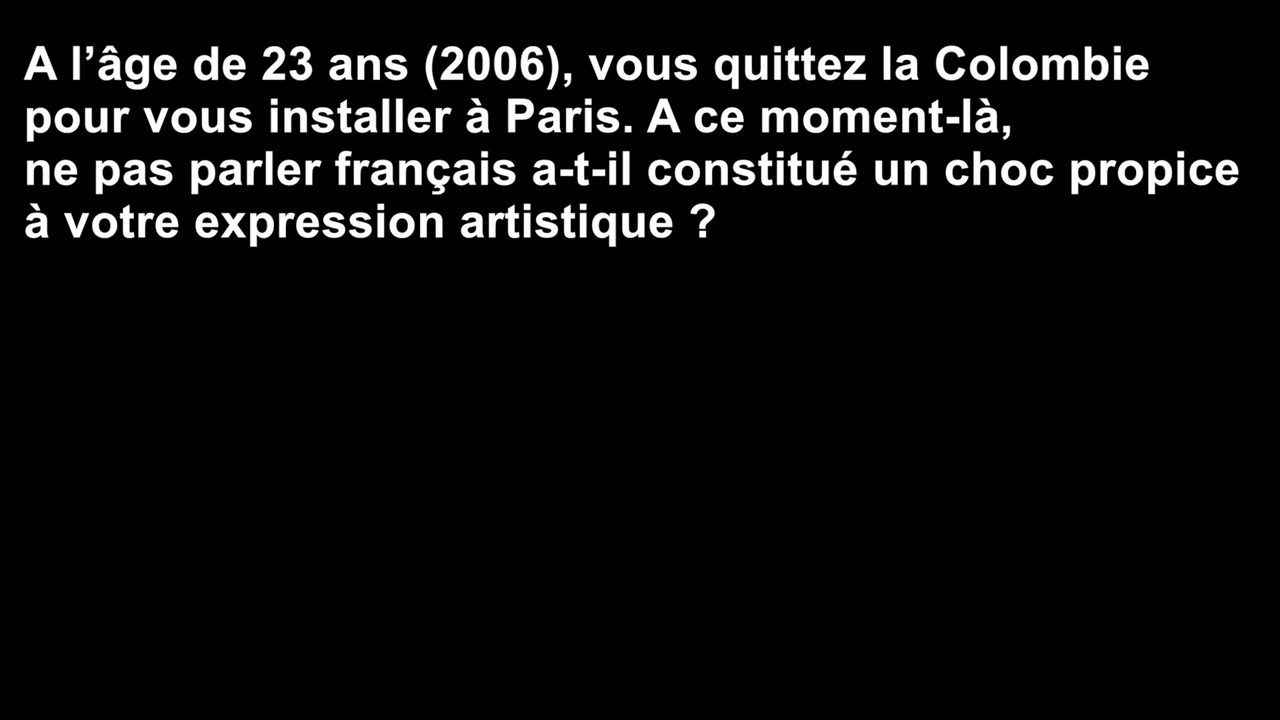 A l’âge de 23 ans (2006), vous quittez la Colombie
pour vous installer à Paris. A ce moment-là,
ne pas parler français a-t-il constitué un choc propice
à votre expression artistique ?